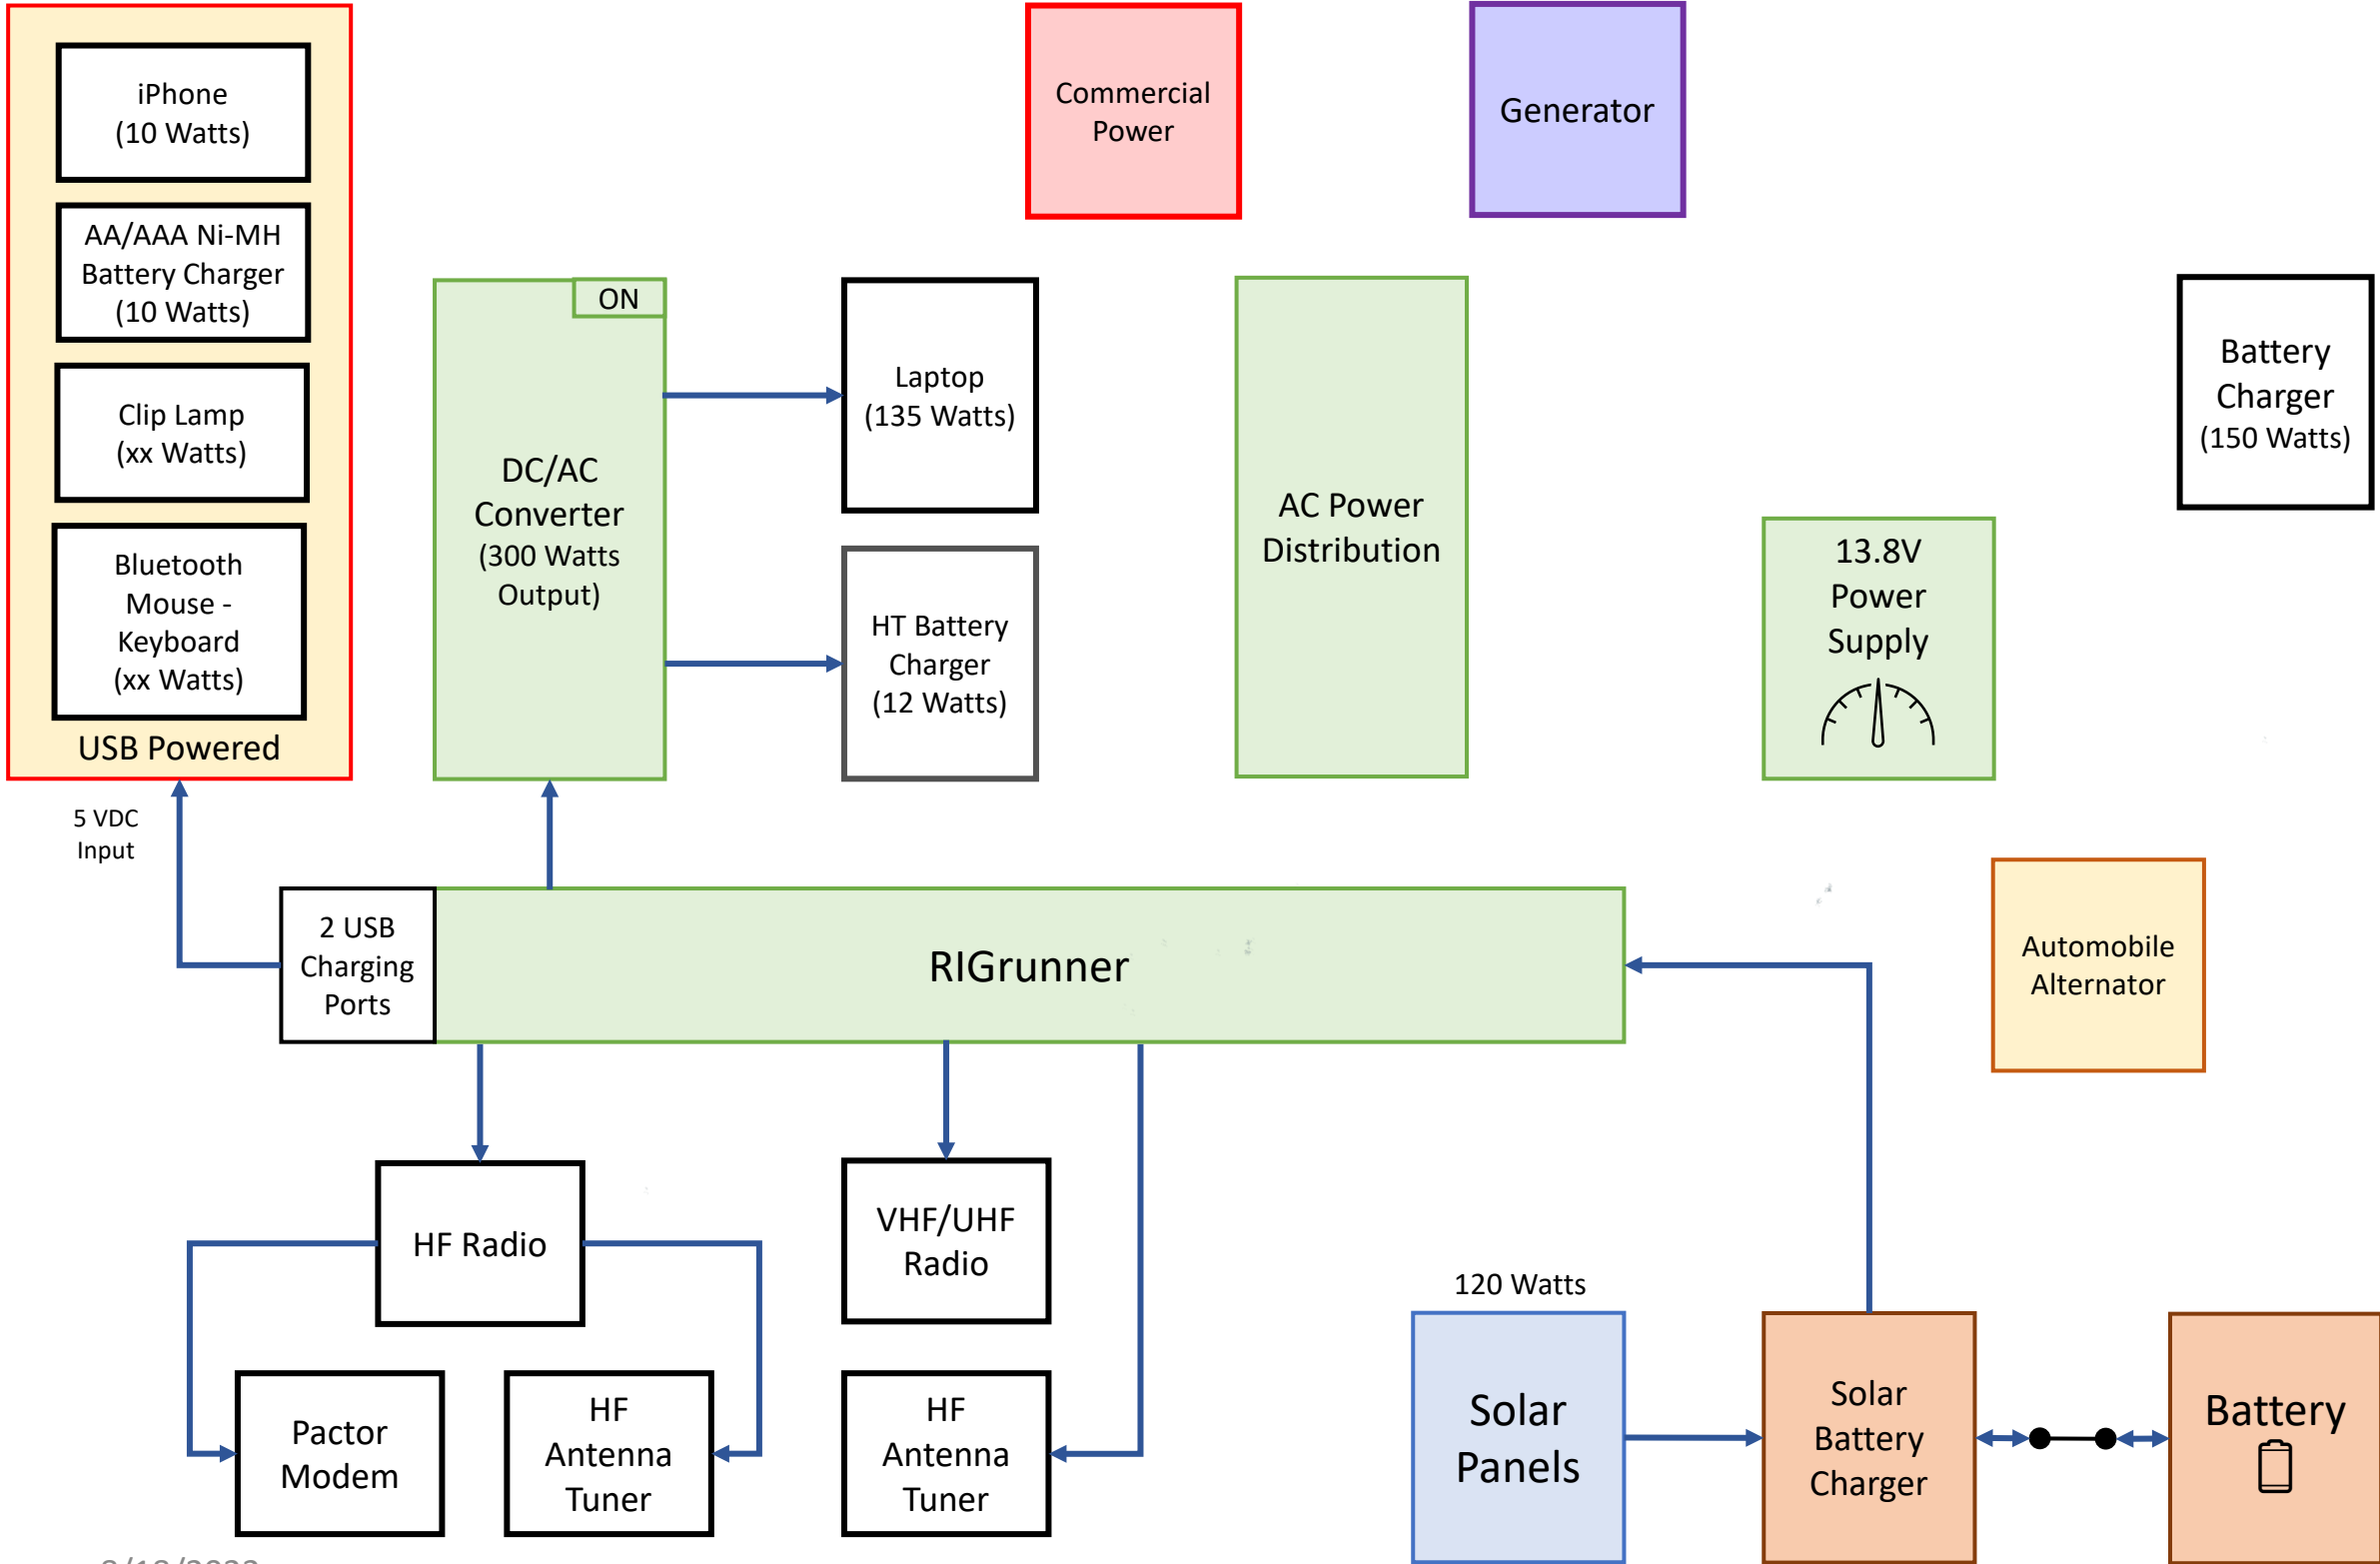 iPhone
(10 Watts)
AA/AAA Ni-MH
Battery Charger
(10 Watts)
Clip Lamp
(xx Watts)
Bluetooth
Mouse -
Keyboard
(xx Watts)
USB Powered
5 VDC
Input
ON
DC/AC
Converter
(300 Watts
Output)
Laptop
(135 Watts)
HT Battery
Charger
(12 Watts)
Commercial
Power
Generator
AC Power
Distribution
13.8V
Power
Supply
Battery
Charger
(150 Watts)
2 USB
Charging
Ports
RIGrunner
Automobile
Alternator
HF Radio
VHF/UHF
Radio
Pactor
Modem
HF
Antenna
Tuner
HF
Antenna
Tuner
120 Watts
Solar
Panels
Solar
Battery
Charger
Battery